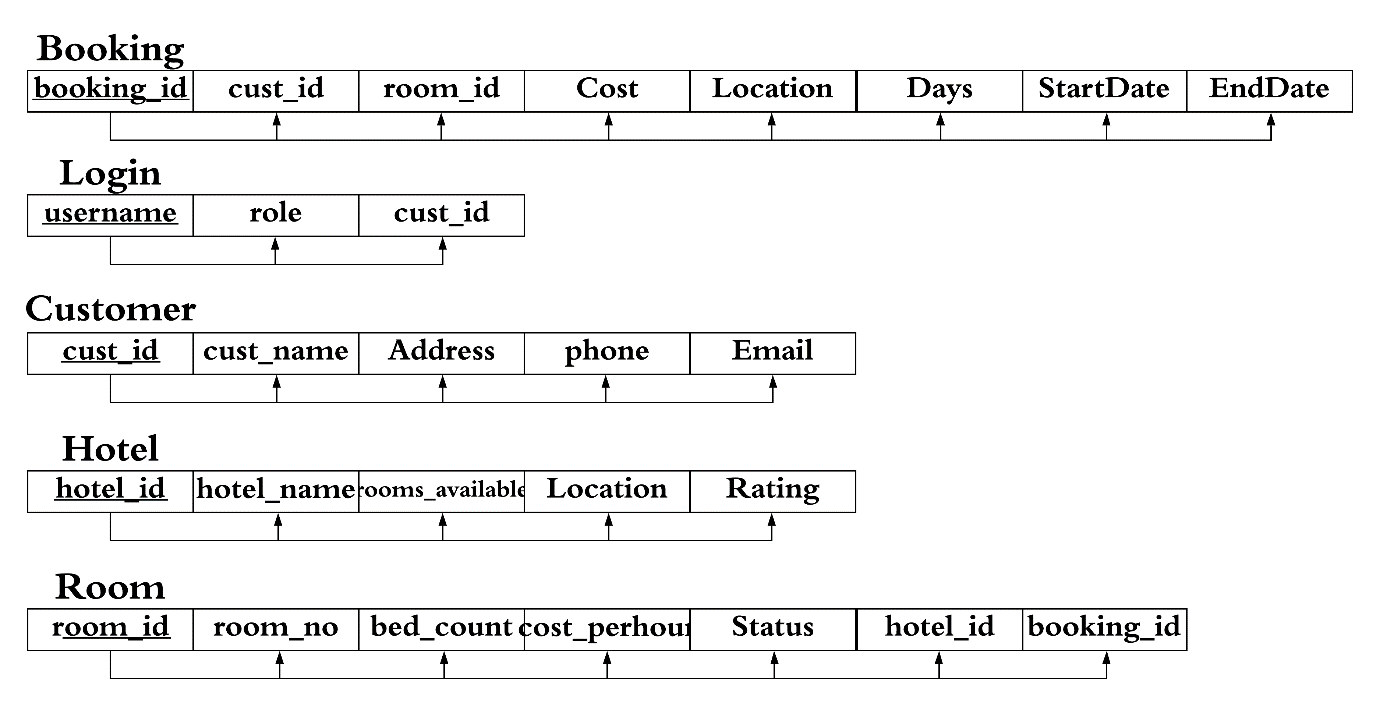 Booking
booking_id cust_id room_id Cost Location Days StartDate EndDate
Login
username role cust_id
Customer
cust_id cust_name Address phone Email
Hotel
hotel_id hotel_name rooms_available Location Rating
Room
room_id room_no bed_count cost_perhour Status hotel_id booking_id